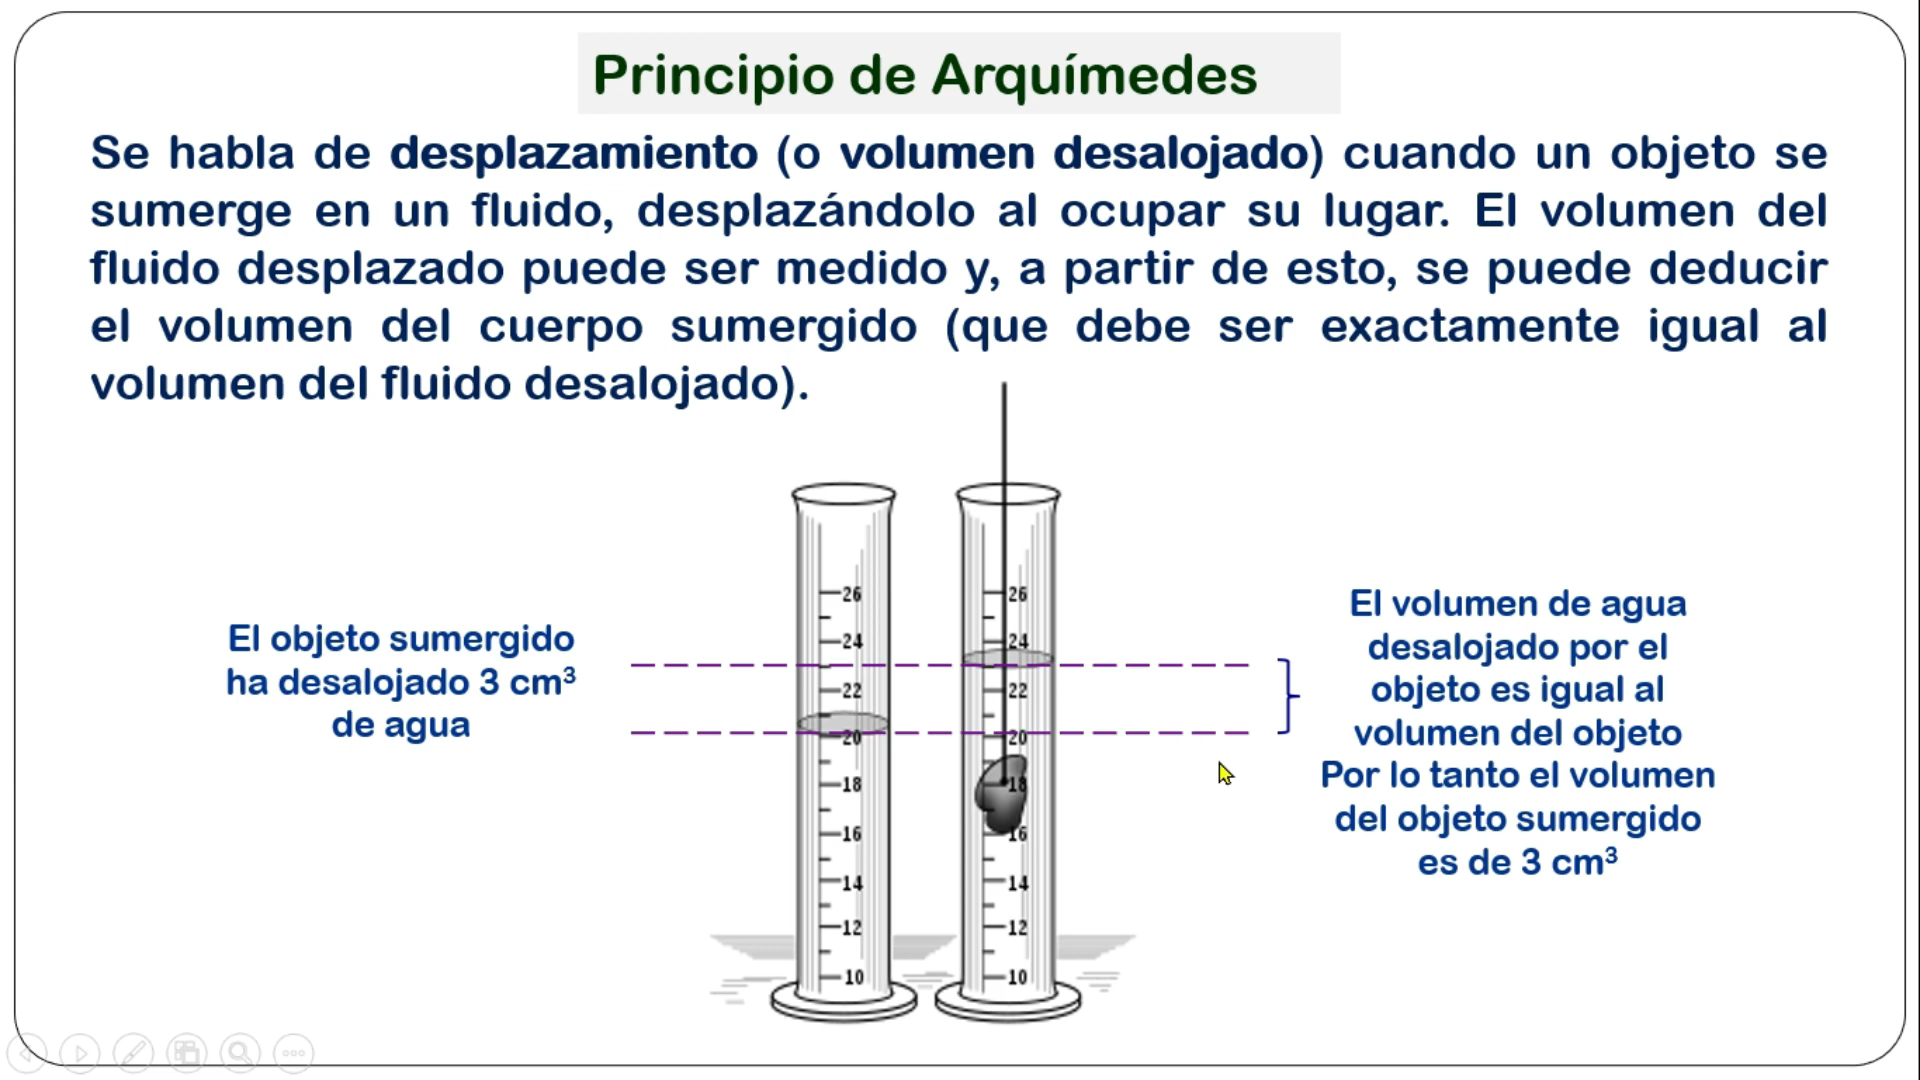 Principio de Arquímedes
Se habla de desplazamiento (o volumen desalojado) cuando un objeto se
sumerge en un fluido, desplazándolo al ocupar su lugar. El volumen del
fluido desplazado puede ser medido y, a partir de esto, se puede deducir
el volumen del cuerpo sumergido (que debe ser exactamente igual al
volumen del fluido desalojado).
El objeto sumergido
ha desalojado 3 cm³
de agua
26
24
22
20
18
16
14
12
10
26
24
22
20
18
16
14
12
10
El volumen de agua
desalojado por el
objeto es igual al
volumen del objeto
Por lo tanto el volumen
del objeto sumergido
es de 3 cm³